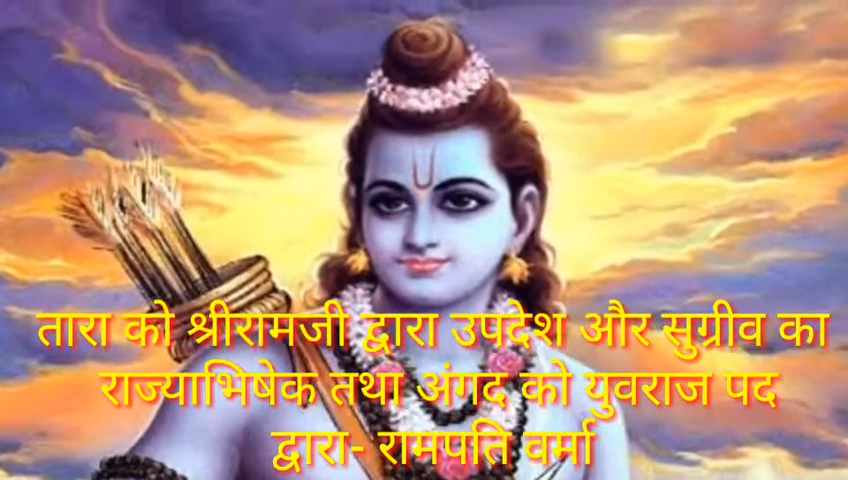 तारा को श्रीरामजी द्वारा उपदेश और सुग्रीव का
राज्याभिषेक तथा अंगद को युवराज पद
द्वारा- रामपति वर्मा